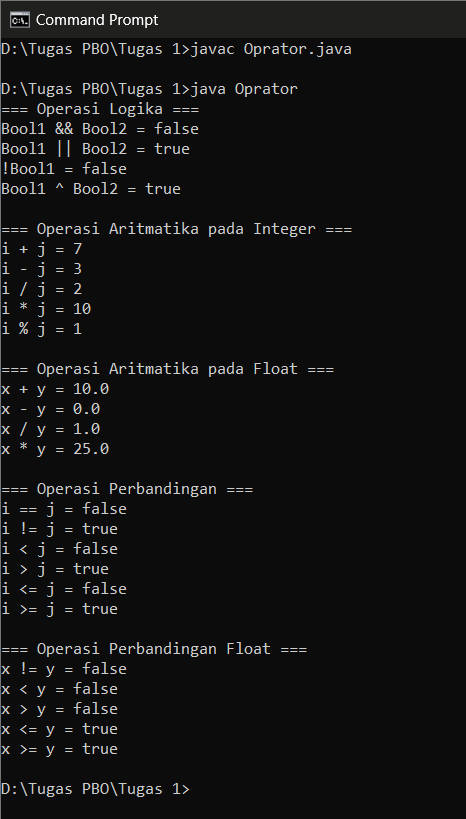 Command Prompt
D:\Tugas PBO\Tugas 1>javac Oprator.java
D:\Tugas PBO\Tugas 1>java Oprator
=== Operasi Logika ===
Bool1 && Bool2 = false
Bool1 || Bool2 = true
!Bool1 = false
Bool1 ^ Bool2 = true
=== Operasi Aritmatika pada Integer ===
i + j = 7
i - j = 3
i / j = 2
i * j = 10
i % j = 1
=== Operasi Aritmatika pada Float ===
x + y = 10.0
x - y = 0.0
x / y = 1.0
x * y = 25.0
=== Operasi Perbandingan ===
i == j = false
i != j = true
i < j = false
i > j = true
i <= j = false
i >= j = true
=== Operasi Perbandingan Float ===
x != y = false
x < y = false
x > y = false
x <= y = true
x >= y = true
D:\Tugas PBO\Tugas 1>